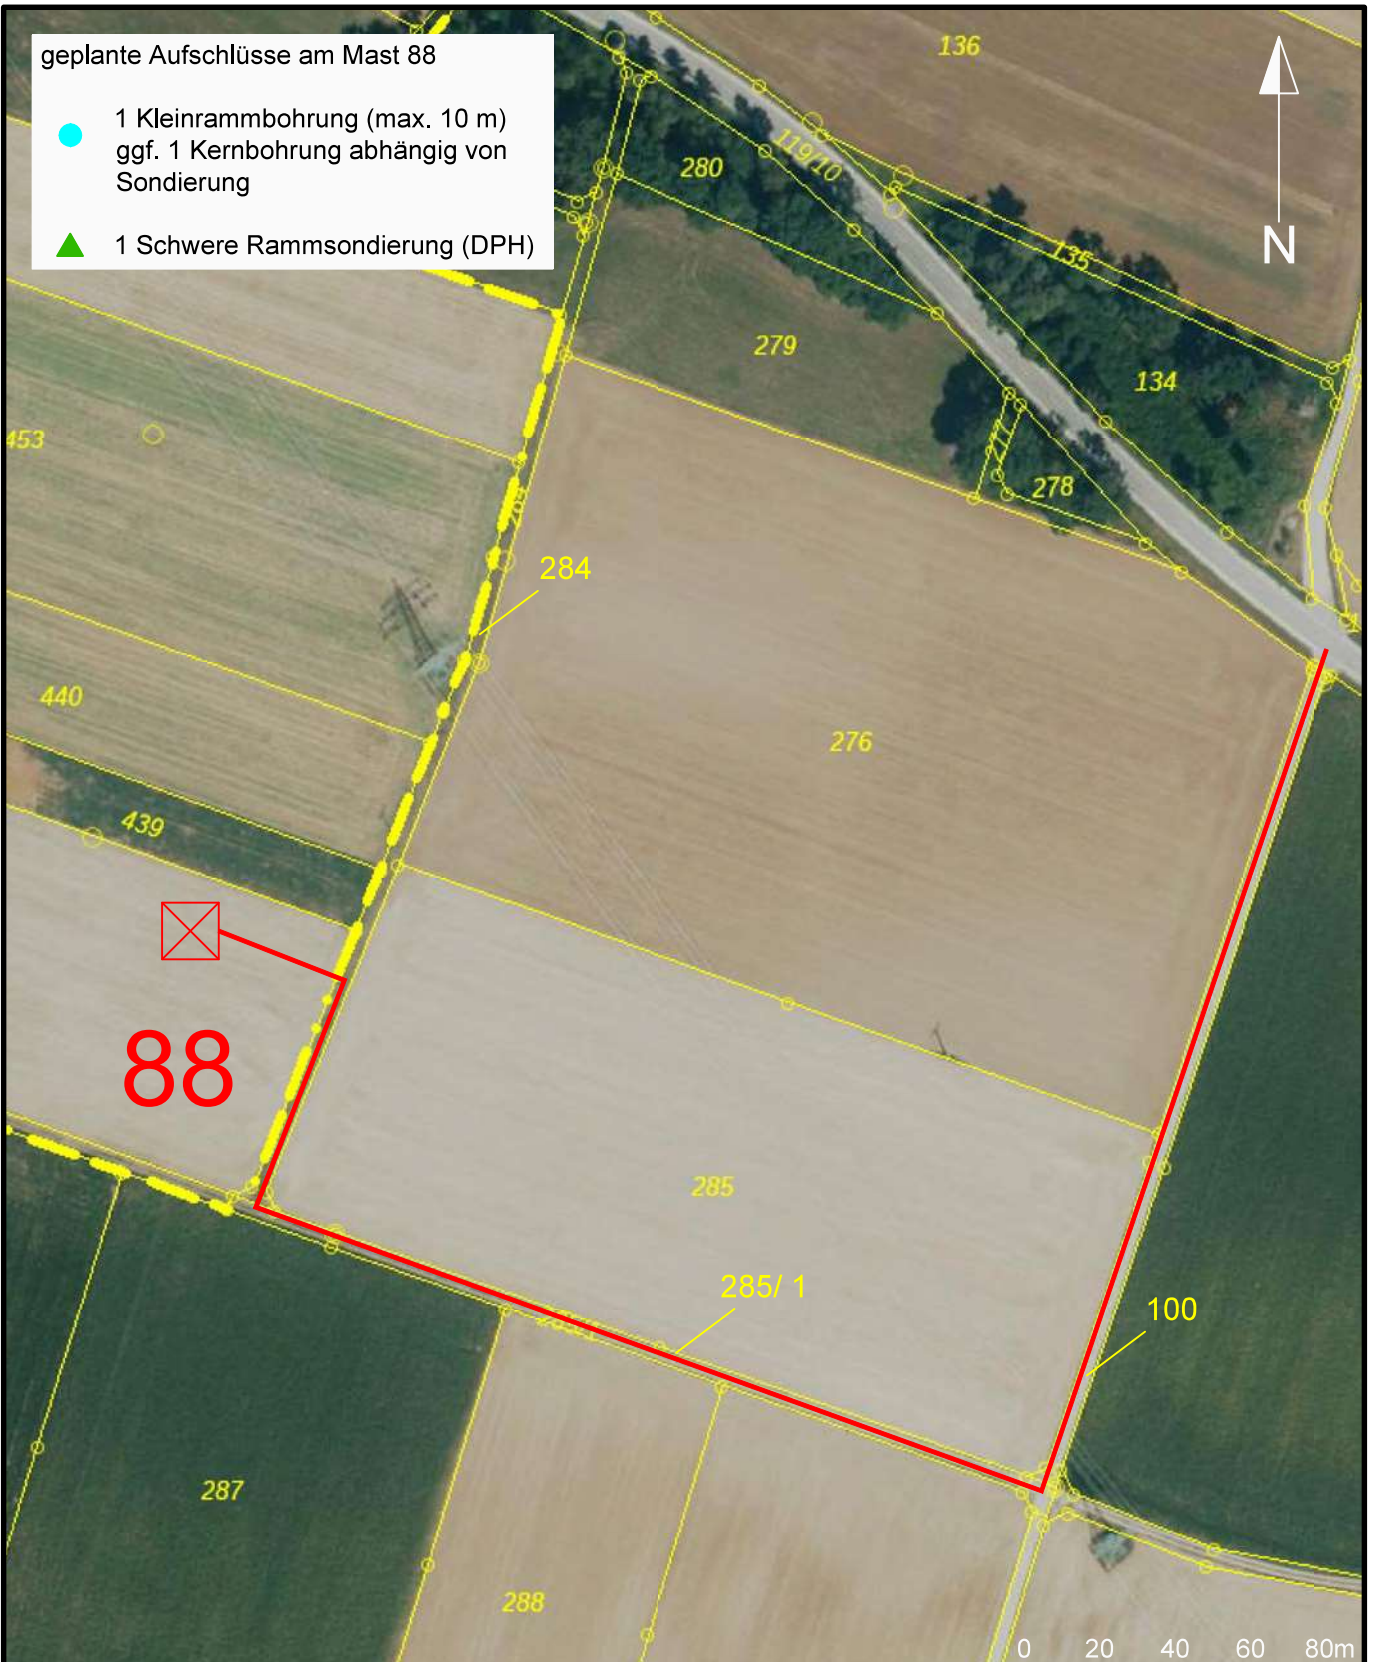 geplante Aufschlüsse am Mast 88
1 Kleinrammbohrung (max. 10 m)
ggf. 1 Kernbohrung abhängig von
Sondierung
1 Schwere Rammsondierung (DPH)
136
119/10
280
N
135
279
134
453
277
278
284
284
440
276
439
88
285
285/ 1
100
287
288
0 20 40 60 80m